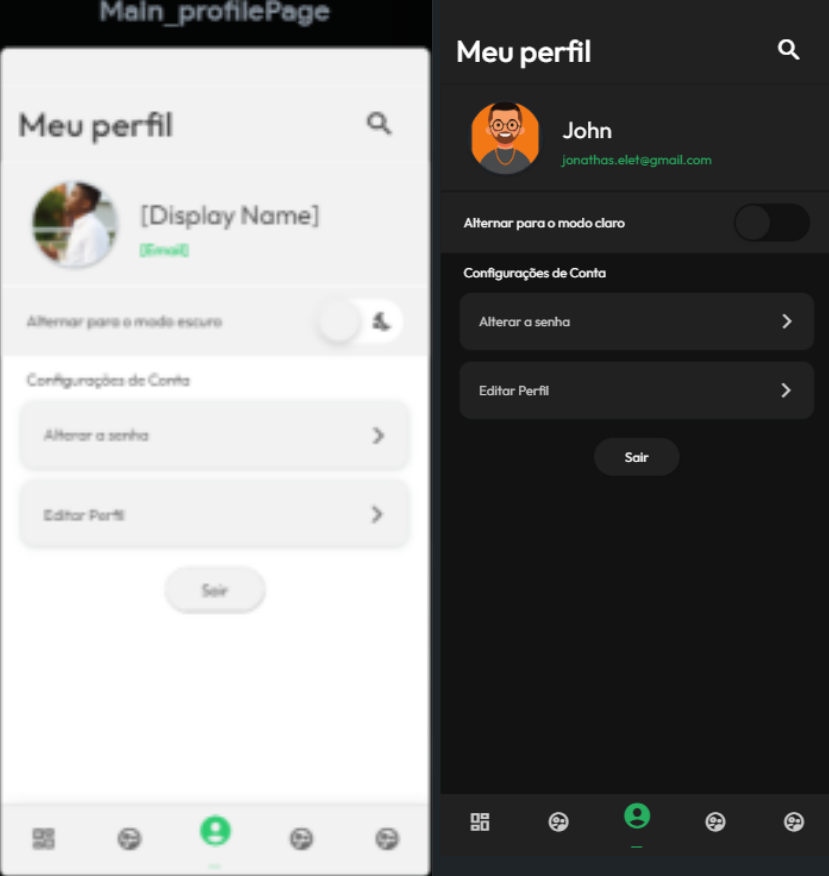 Main_profilePage
Meu perfil
[Display Name]
[Email]
Alternar para o modo escuro
Configurações de Conta
Alterar a senha
Editar Perfil
Sair
Meu perfil
John
jonathas.elet@gmail.com
Alternar para o modo claro
Configurações de Conta
Alterar a senha
Editar Perfil
Sair